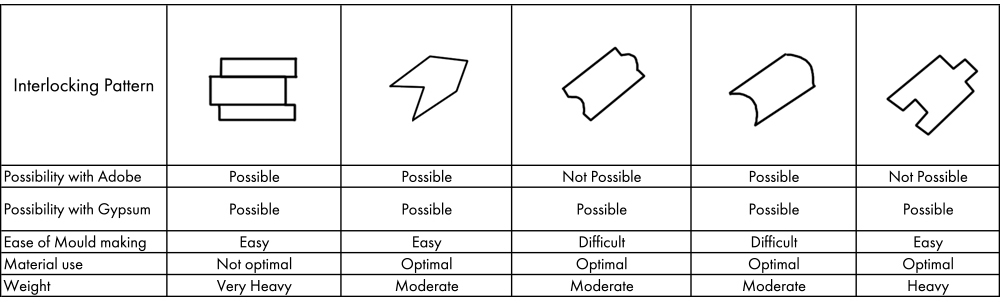 Interlocking Pattern
Possibility with Adobe Possible Possible Not Possible Possible Not Possible
Possibility with Gypsum Possible Possible Possible Possible Possible
Ease of Mould making Easy Easy Difficult Difficult Easy
Material use Not optimal Optimal Optimal Optimal Optimal
Weight Very Heavy Moderate Moderate Moderate Heavy